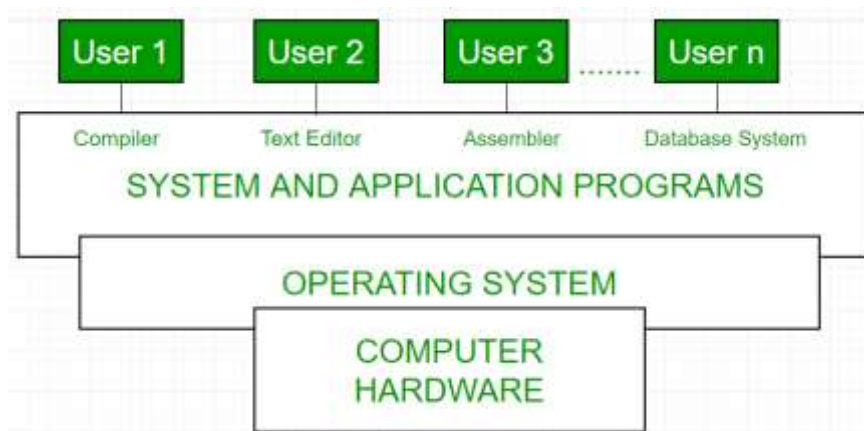 User 1 User 2 User 3 ........ User n
Compiler Text Editor Assembler Database System
SYSTEM AND APPLICATION PROGRAMS
OPERATING SYSTEM
COMPUTER
HARDWARE